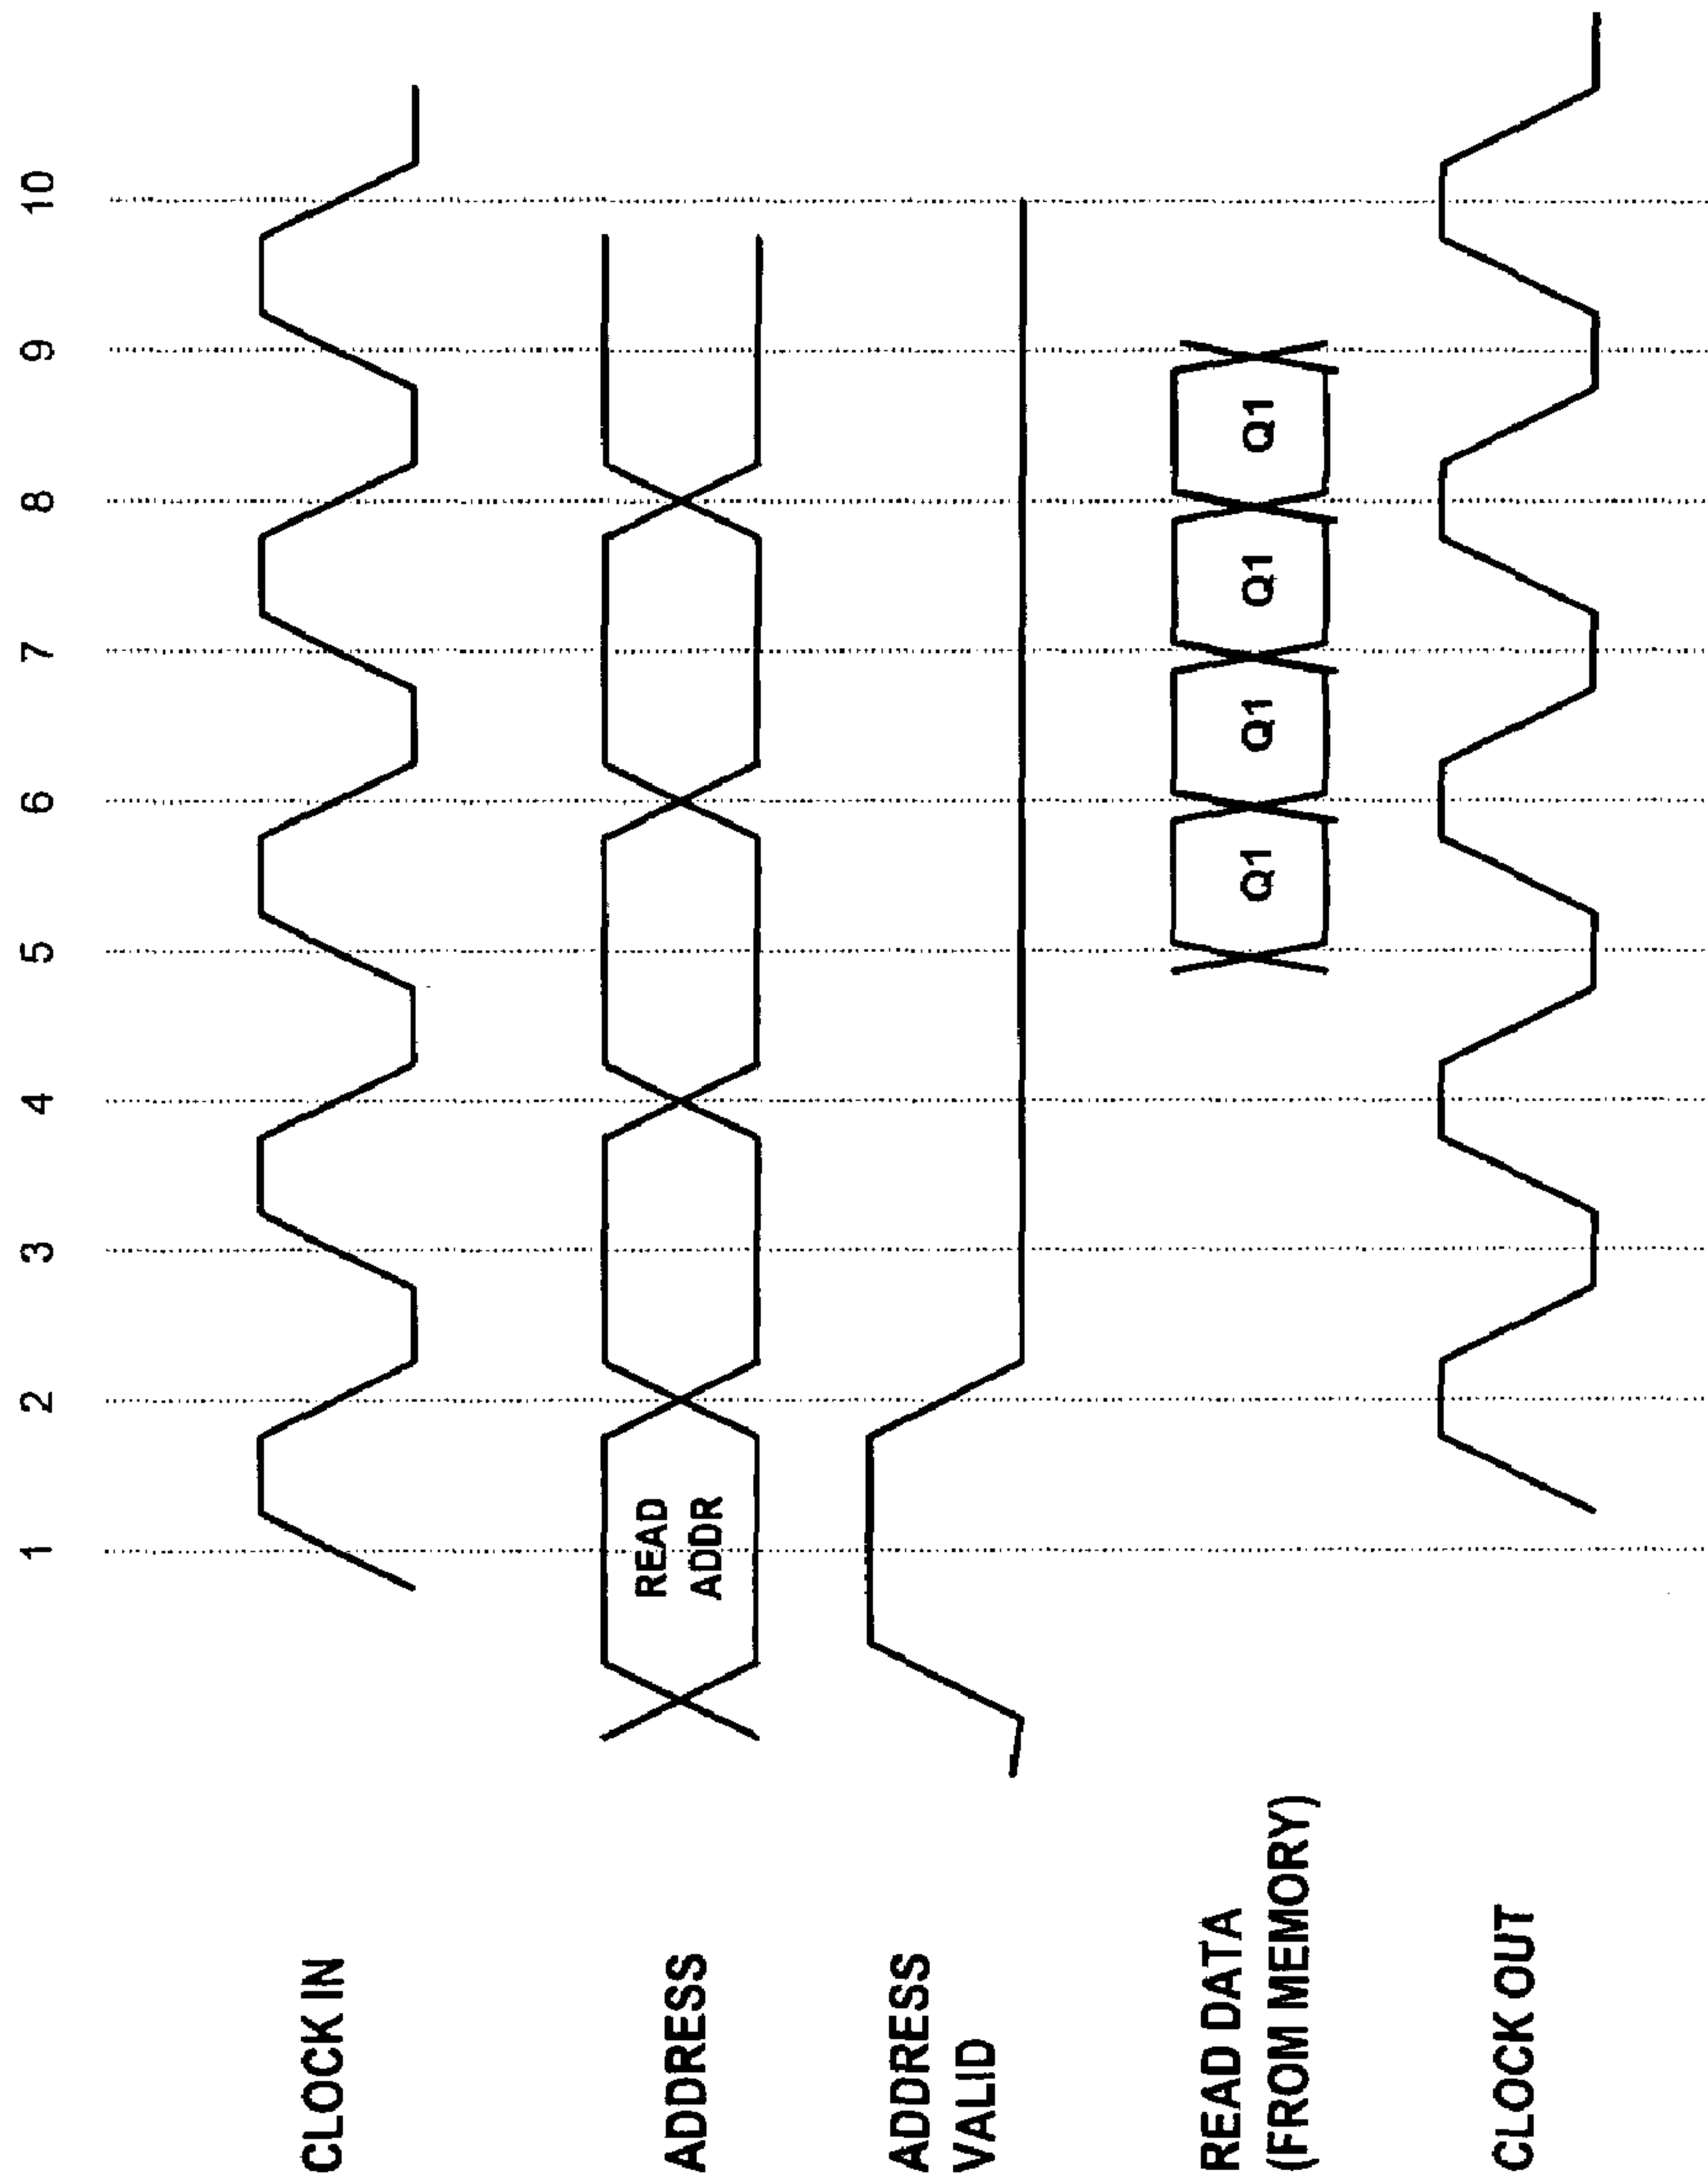 1 2 3 4 5 6 7 8 9 10
CLOCK IN
ADDRESS
READ
ADDR
ADDRESS
VALID
READ DATA
(FROM MEMORY)
Q1 Q1 Q1 Q1
CLOCK OUT